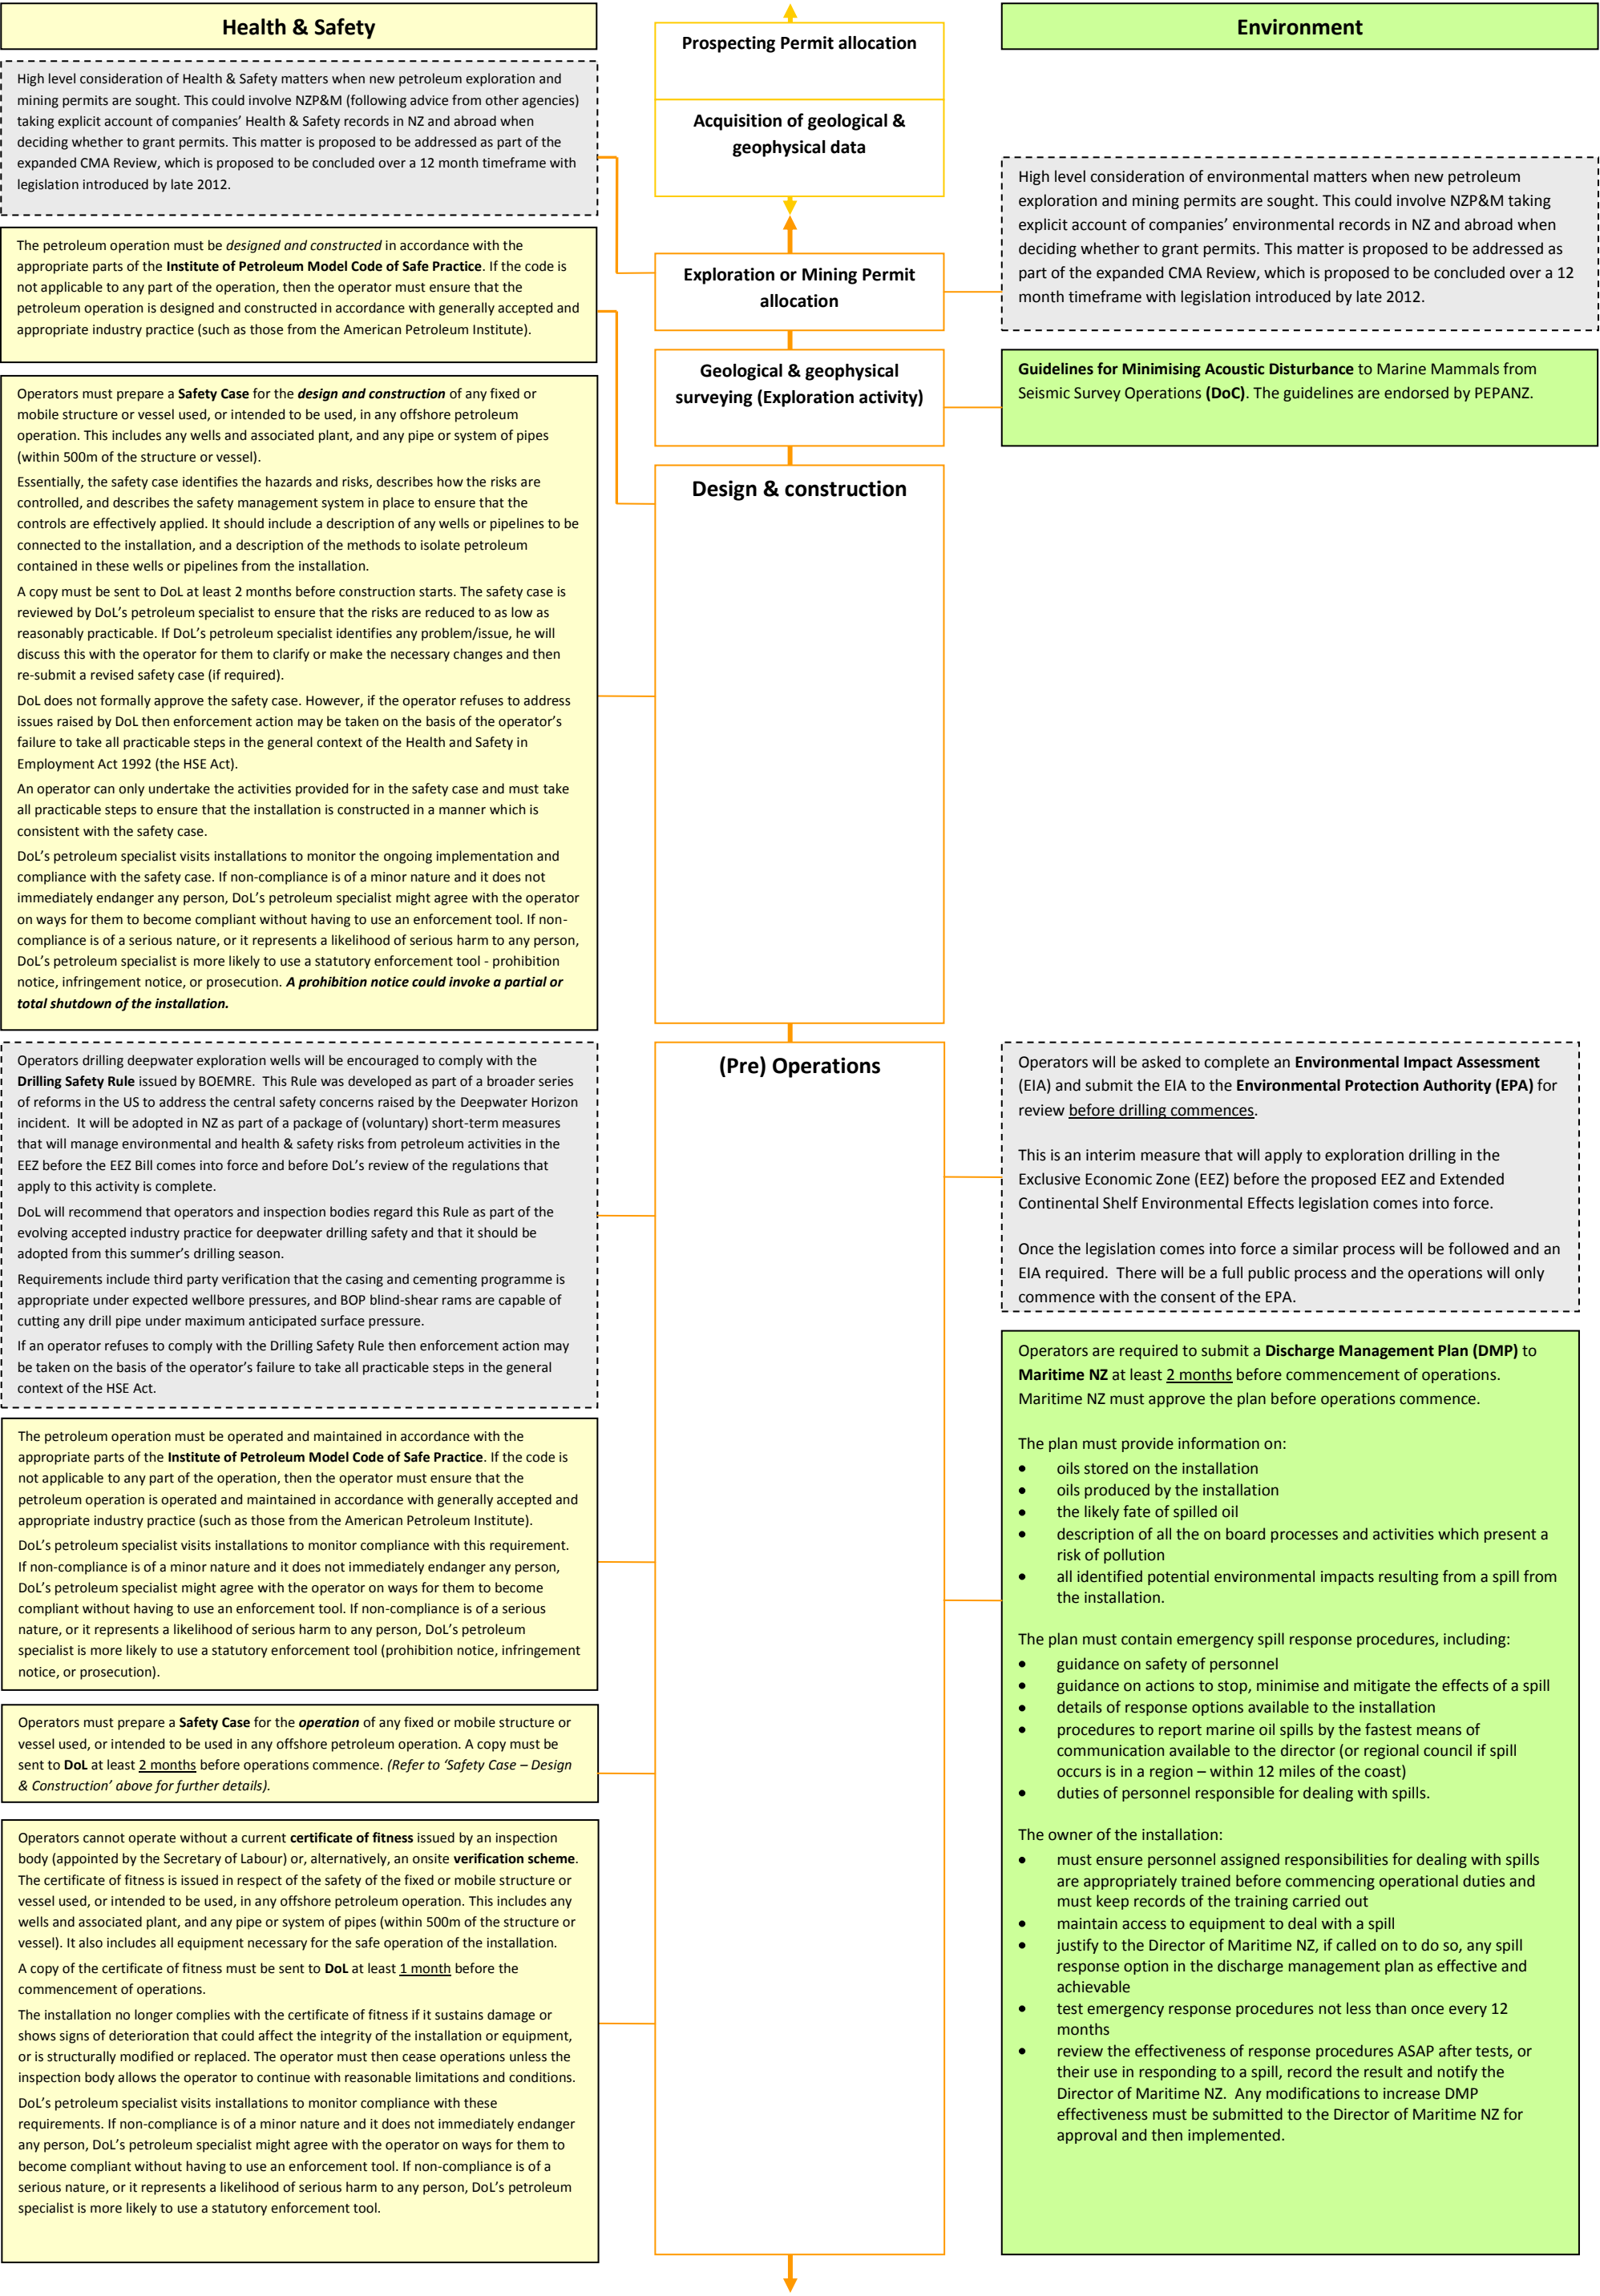 Health & Safety
High level consideration of Health & Safety matters when new petroleum exploration and
mining permits are sought. This could involve NZP&M (following advice from other agencies)
taking explicit account of companies’ Health & Safety records in NZ and abroad when
deciding whether to grant permits. This matter is proposed to be addressed as part of the
expanded CMA Review, which is proposed to be concluded over a 12 month timeframe with
legislation introduced by late 2012.
The petroleum operation must be designed and constructed in accordance with the
appropriate parts of the Institute of Petroleum Model Code of Safe Practice. If the code is
not applicable to any part of the operation, then the operator must ensure that the
petroleum operation is designed and constructed in accordance with generally accepted and
appropriate industry practice (such as those from the American Petroleum Institute).
Operators must prepare a Safety Case for the design and construction of any fixed or
mobile structure or vessel used, or intended to be used, in any offshore petroleum
operation. This includes any wells and associated plant, and any pipe or system of pipes
(within 500m of the structure or vessel).
Essentially, the safety case identifies the hazards and risks, describes how the risks are
controlled, and describes the safety management system in place to ensure that the
controls are effectively applied. It should include a description of any wells or pipelines to be
connected to the installation, and a description of the methods to isolate petroleum
contained in these wells or pipelines from the installation.
A copy must be sent to DoL at least 2 months before construction starts. The safety case is
reviewed by DoL’s petroleum specialist to ensure that the risks are reduced to as low as
reasonably practicable. If DoL’s petroleum specialist identifies any problem/issue, he will
discuss this with the operator for them to clarify or make the necessary changes and then
re-submit a revised safety case (if required).
DoL does not formally approve the safety case. However, if the operator refuses to address
issues raised by DoL then enforcement action may be taken on the basis of the operator’s
failure to take all practicable steps in the general context of the Health and Safety in
Employment Act 1992 (the HSE Act).
An operator can only undertake the activities provided for in the safety case and must take
all practicable steps to ensure that the installation is constructed in a manner which is
consistent with the safety case.
DoL’s petroleum specialist visits installations to monitor the ongoing implementation and
compliance with the safety case. If non-compliance is of a minor nature and it does not
immediately endanger any person, DoL’s petroleum specialist might agree with the operator
on ways for them to become compliant without having to use an enforcement tool. If non-
compliance is of a serious nature, or it represents a likelihood of serious harm to any person,
DoL’s petroleum specialist is more likely to use a statutory enforcement tool - prohibition
notice, infringement notice, or prosecution. A prohibition notice could invoke a partial or
total shutdown of the installation.
Operators drilling deepwater exploration wells will be encouraged to comply with the
Drilling Safety Rule issued by BOEMRE. This Rule was developed as part of a broader series
of reforms in the US to address the central safety concerns raised by the Deepwater Horizon
incident. It will be adopted in NZ as part of a package of (voluntary) short-term measures
that will manage environmental and health & safety risks from petroleum activities in the
EEZ before the EEZ Bill comes into force and before DoL’s review of the regulations that
apply to this activity is complete.
DoL will recommend that operators and inspection bodies regard this Rule as part of the
evolving accepted industry practice for deepwater drilling safety and that it should be
adopted from this summer’s drilling season.
Requirements include third party verification that the casing and cementing programme is
appropriate under expected wellbore pressures, and BOP blind-shear rams are capable of
cutting any drill pipe under maximum anticipated surface pressure.
If an operator refuses to comply with the Drilling Safety Rule then enforcement action may
be taken on the basis of the operator’s failure to take all practicable steps in the general
context of the HSE Act.
The petroleum operation must be operated and maintained in accordance with the
appropriate parts of the Institute of Petroleum Model Code of Safe Practice. If the code is
not applicable to any part of the operation, then the operator must ensure that the
petroleum operation is operated and maintained in accordance with generally accepted and
appropriate industry practice (such as those from the American Petroleum Institute).
DoL’s petroleum specialist visits installations to monitor compliance with this requirement.
If non-compliance is of a minor nature and it does not immediately endanger any person,
DoL’s petroleum specialist might agree with the operator on ways for them to become
compliant without having to use an enforcement tool. If non-compliance is of a serious
nature, or it represents a likelihood of serious harm to any person, DoL’s petroleum
specialist is more likely to use a statutory enforcement tool (prohibition notice, infringement
notice, or prosecution).
Operators must prepare a Safety Case for the operation of any fixed or mobile structure or
vessel used, or intended to be used in any offshore petroleum operation. A copy must be
sent to DoL at least 2 months before operations commence. (Refer to ‘Safety Case – Design
& Construction’ above for further details).
Operators cannot operate without a current certificate of fitness issued by an inspection
body (appointed by the Secretary of Labour) or, alternatively, an onsite verification scheme.
The certificate of fitness is issued in respect of the safety of the fixed or mobile structure or
vessel used, or intended to be used, in any offshore petroleum operation. This includes any
wells and associated plant, and any pipe or system of pipes (within 500m of the structure or
vessel). It also includes all equipment necessary for the safe operation of the installation.
A copy of the certificate of fitness must be sent to DoL at least 1 month before the
commencement of operations.
The installation no longer complies with the certificate of fitness if it sustains damage or
shows signs of deterioration that could affect the integrity of the installation or equipment,
or is structurally modified or replaced. The operator must then cease operations unless the
inspection body allows the operator to continue with reasonable limitations and conditions.
DoL’s petroleum specialist visits installations to monitor compliance with these
requirements. If non-compliance is of a minor nature and it does not immediately endanger
any person, DoL’s petroleum specialist might agree with the operator on ways for them to
become compliant without having to use an enforcement tool. If non-compliance is of a
serious nature, or it represents a likelihood of serious harm to any person, DoL’s petroleum
specialist is more likely to use a statutory enforcement tool.
Prospecting Permit allocation
Acquisition of geological &
geophysical data
Exploration or Mining Permit
allocation
Geological & geophysical
surveying (Exploration activity)
Design & construction
(Pre) Operations
Environment
High level consideration of environmental matters when new petroleum
exploration and mining permits are sought. This could involve NZP&M taking
explicit account of companies’ environmental records in NZ and abroad when
deciding whether to grant permits. This matter is proposed to be addressed as
part of the expanded CMA Review, which is proposed to be concluded over a 12
month timeframe with legislation introduced by late 2012.
Guidelines for Minimising Acoustic Disturbance to Marine Mammals from
Seismic Survey Operations (DoC). The guidelines are endorsed by PEPANZ.
Operators will be asked to complete an Environmental Impact Assessment
(EIA) and submit the EIA to the Environmental Protection Authority (EPA) for
review before drilling commences.
This is an interim measure that will apply to exploration drilling in the
Exclusive Economic Zone (EEZ) before the proposed EEZ and Extended
Continental Shelf Environmental Effects legislation comes into force.
Once the legislation comes into force a similar process will be followed and an
EIA required. There will be a full public process and the operations will only
commence with the consent of the EPA.
Operators are required to submit a Discharge Management Plan (DMP) to
Maritime NZ at least 2 months before commencement of operations.
Maritime NZ must approve the plan before operations commence.
The plan must provide information on:
• oils stored on the installation
• oils produced by the installation
• the likely fate of spilled oil
• description of all the on board processes and activities which present a
risk of pollution
• all identified potential environmental impacts resulting from a spill from
the installation.
The plan must contain emergency spill response procedures, including:
• guidance on safety of personnel
• guidance on actions to stop, minimise and mitigate the effects of a spill
• details of response options available to the installation
• procedures to report marine oil spills by the fastest means of
communication available to the director (or regional council if spill
occurs is in a region – within 12 miles of the coast)
• duties of personnel responsible for dealing with spills.
The owner of the installation:
• must ensure personnel assigned responsibilities for dealing with spills
are appropriately trained before commencing operational duties and
must keep records of the training carried out
• maintain access to equipment to deal with a spill
• justify to the Director of Maritime NZ, if called on to do so, any spill
response option in the discharge management plan as effective and
achievable
• test emergency response procedures not less than once every 12
months
• review the effectiveness of response procedures ASAP after tests, or
their use in responding to a spill, record the result and notify the
Director of Maritime NZ. Any modifications to increase DMP
effectiveness must be submitted to the Director of Maritime NZ for
approval and then implemented.